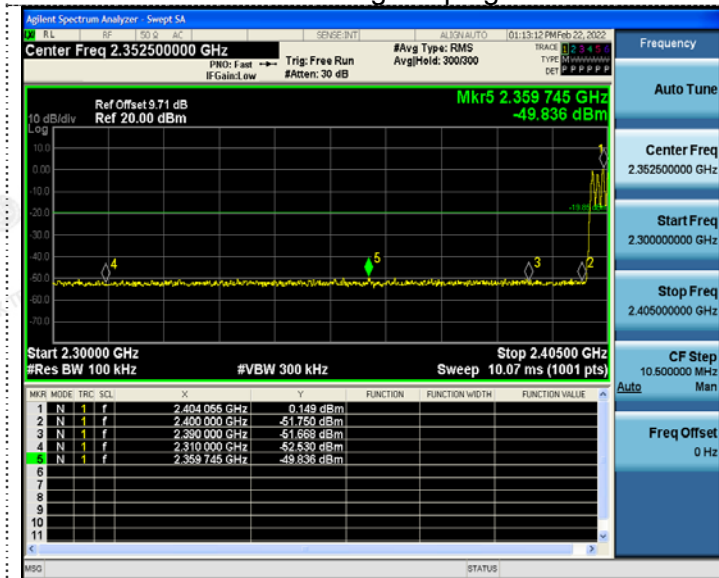 Agilent Spectrum Analyzer - Swept SA
RL RF 50 Ω AC SENSE:INT ALIGN AUTO 01:13:12 PM Feb 22, 2022
Center Freq 2.352500000 GHz
#Avg Type: RMS
TRACE 1 2 3 4 5 6
PNO: Fast
Trig: Free Run
Avg|Hold: 300/300
TYPE M
IFGain:Low
#Atten: 30 dB
DET P P P P P P
Mkr5 2.359 745 GHz
-49.836 dBm
Ref Offset 9.71 dB
10 dB/div Ref 20.00 dBm
Log
10.0
0.00
-10.0
-20.0
-30.0
-40.0
-50.0
-60.0
-70.0
1
4
5
3
2
Start 2.30000 GHz Stop 2.40500 GHz
#Res BW 100 kHz #VBW 300 kHz Sweep 10.07 ms (1001 pts)
MKR MODE TRC SCL X Y FUNCTION FUNCTION WIDTH FUNCTION VALUE
1 N 1 f 2.404 055 GHz 0.149 dBm
2 N 1 f 2.400 000 GHz -51.750 dBm
3 N 1 f 2.390 000 GHz -51.668 dBm
4 N 1 f 2.310 000 GHz -52.530 dBm
5 N 1 f 2.359 745 GHz -49.836 dBm
6
7
8
9
10
11
MSG STATUS
Frequency
Auto Tune
Center Freq
2.352500000 GHz
Start Freq
2.300000000 GHz
Stop Freq
2.405000000 GHz
CF Step
10.500000 MHz
Auto Man
Freq Offset
0 Hz